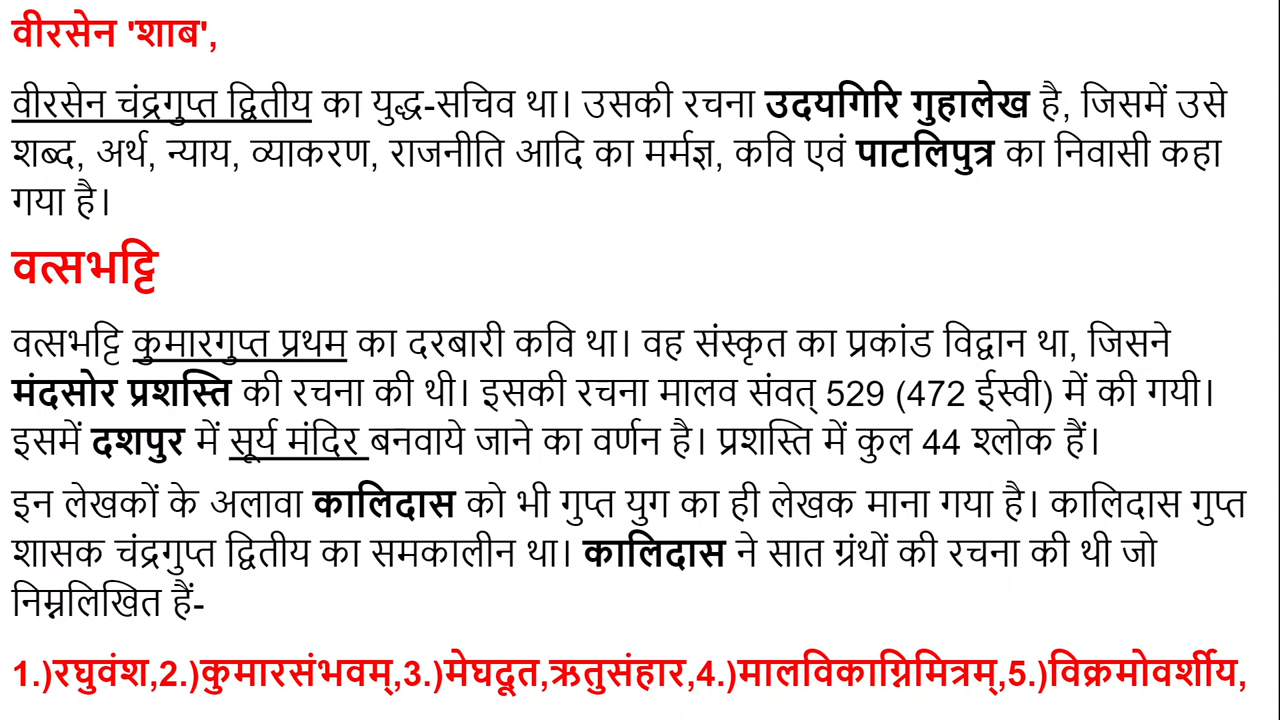 वीरसेन 'शाब',
वीरसेन चंद्रगुप्त द्वितीय का युद्ध-सचिव था। उसकी रचना उदयगिरि गुहालेख है, जिसमें उसे
शब्द, अर्थ, न्याय, व्याकरण, राजनीति आदि का मर्मज्ञ, कवि एवं पाटलिपुत्र का निवासी कहा
गया है।
वत्सभट्टि
वत्सभट्टि कुमारगुप्त प्रथम का दरबारी कवि था। वह संस्कृत का प्रकांड विद्वान था, जिसने
मंदसोर प्रशस्ति की रचना की थी। इसकी रचना मालव संवत् 529 (472 ईस्वी) में की गयी।
इसमें दशपुर में सूर्य मंदिर बनवाये जाने का वर्णन है। प्रशस्ति में कुल 44 श्लोक हैं।
इन लेखकों के अलावा कालिदास को भी गुप्त युग का ही लेखक माना गया है। कालिदास गुप्त
शासक चंद्रगुप्त द्वितीय का समकालीन था। कालिदास ने सात ग्रंथों की रचना की थी जो
निम्नलिखित हैं-
1.)रघुवंश,2.)कुमारसंभवम्,3.)मेघदूत,ऋतुसंहार,4.)मालविकाग्निमित्रम्,5.)विक्रमोवर्शीय,